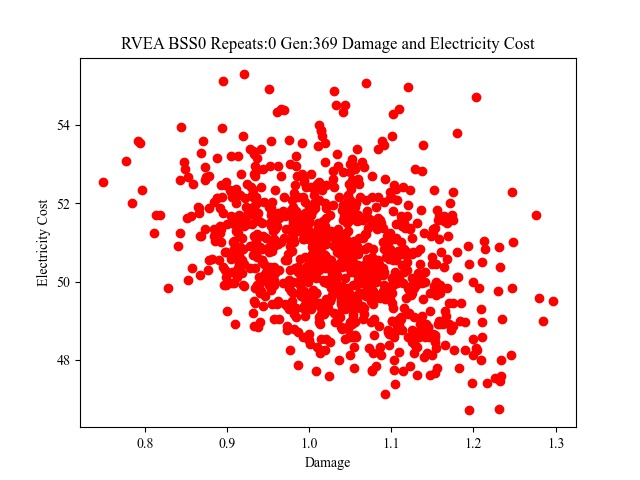 RVEA BSS0 Repeats:0 Gen:369 Damage and Electricity Cost
54
52
50
48
Electricity Cost
0.8 0.9 1.0 1.1 1.2 1.3
Damage